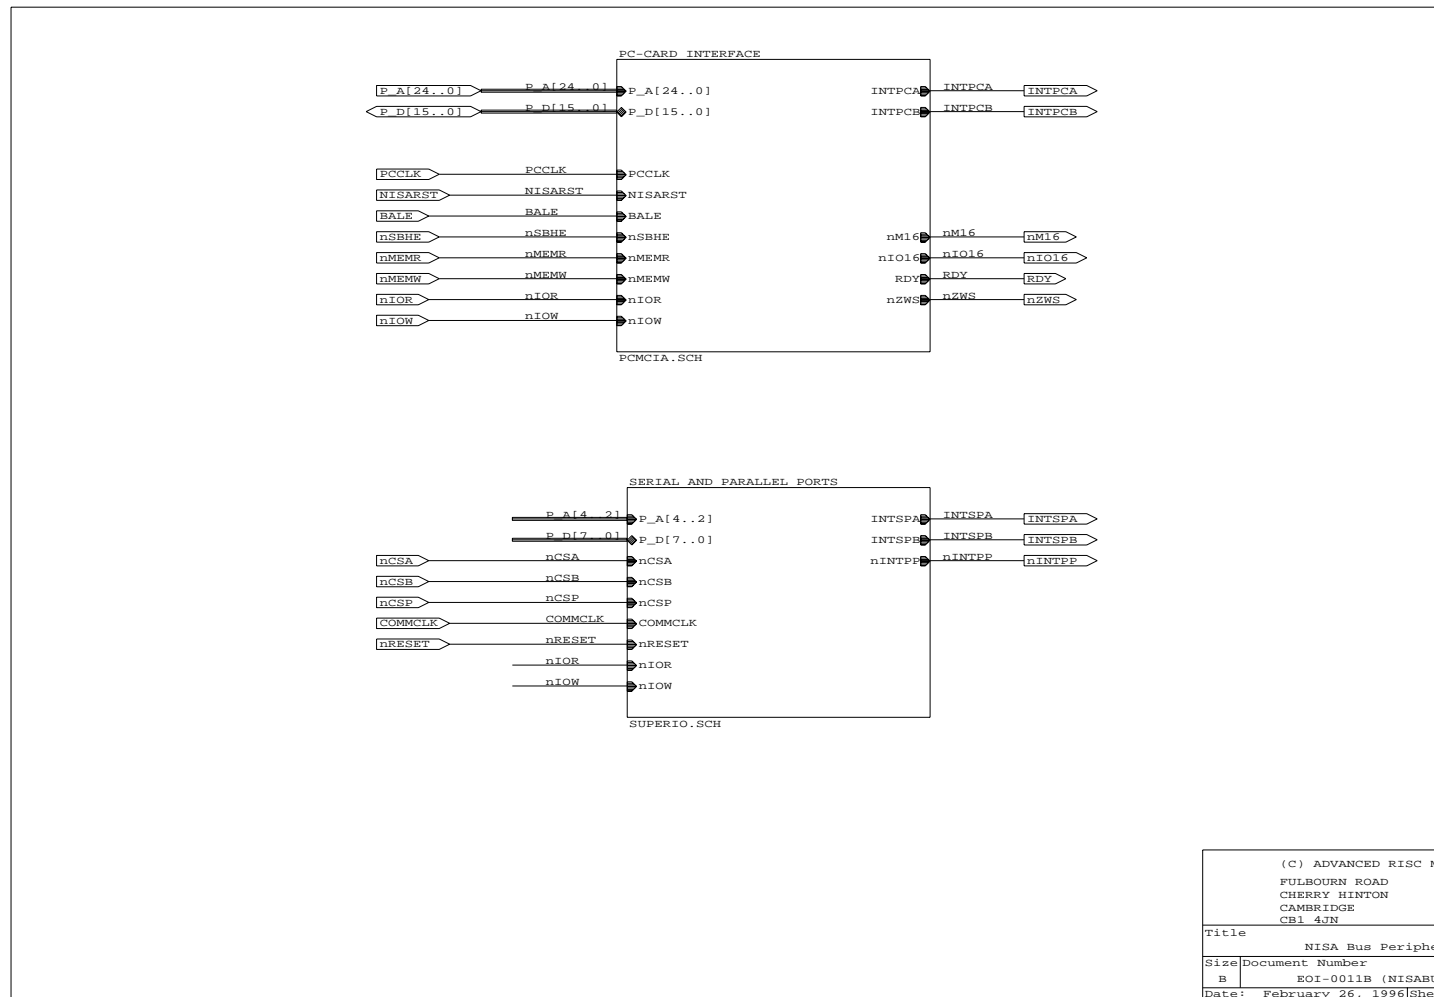 PC-CARD INTERFACE
P_A[24..0] P_A[24..0] P_A[24..0] INTPCA INTPCA INTPCA
P_D[15..0] P_D[15..0] P_D[15..0] INTPCB INTPCB INTPCB
PCCLK PCCLK PCCLK
NISARST NISARST NISARST
BALE BALE BALE
nSBHE nSBHE nSBHE nM16 nM16 nM16
nMEMR nMEMR nMEMR nIO16 nIO16 nIO16
nMEMW nMEMW nMEMW RDY RDY RDY
nIOR nIOR nIOR nZWS nZWS nZWS
nIOW nIOW nIOW
PCMCIA.SCH
SERIAL AND PARALLEL PORTS
P_A[4..2] P_A[4..2] INTSPA INTSPA INTSPA
P_D[7..0] P_D[7..0] INTSPB INTSPB INTSPB
nCSA nCSA nCSA nINTPP nINTPP nINTPP
nCSB nCSB nCSB
nCSP nCSP nCSP
COMMCLK COMMCLK COMMCLK
nRESET nRESET nRESET
nIOR nIOR
nIOW nIOW
SUPERIO.SCH
(C) ADVANCED RISC
FULBOURN ROAD
CHERRY HINTON
CAMBRIDGE
CB1 4JN
Title
NISA Bus Periphe
Size Document Number
B EOI-0011B (NISABU
Date: February 26, 1996 She